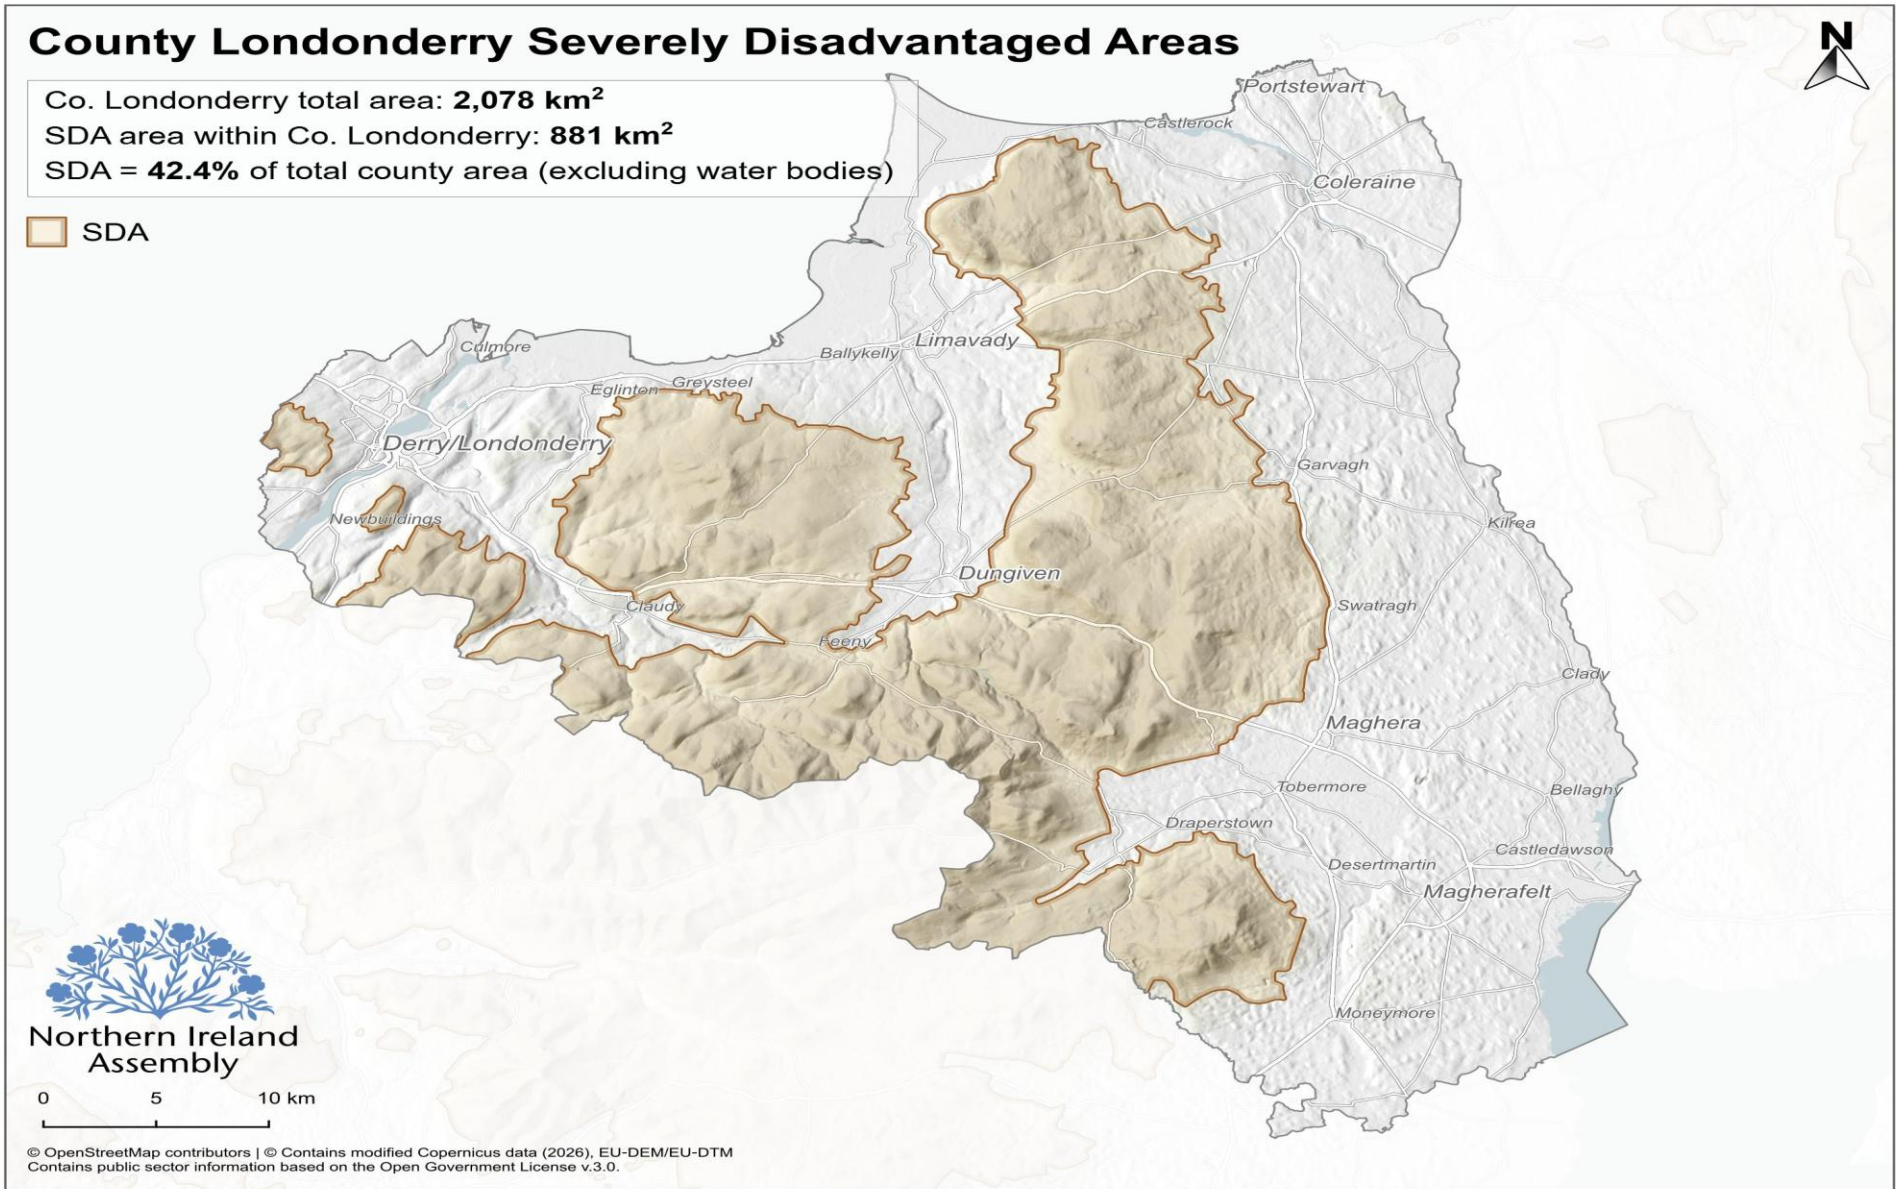 County Londonderry Severely Disadvantaged Areas
N
Co. Londonderry total area: 2,078 km²
SDA area within Co. Londonderry: 881 km²
SDA = 42.4% of total county area (excluding water bodies)
SDA
Portstewart
Castlerock
Coleraine
Limavady
Culmore
Ballykelly
Greysteel
Eglinton
Derry/Londonderry
Garvagh
Newbuildings
Kilrea
Dungiven
Claudy
Swatragh
Feeny
Clady
Maghera
Tobermore
Bellaghy
Draperstown
Castledawson
Desertmartin
Magherafelt
Moneymore
Northern Ireland
Assembly
0 5 10 km
© OpenStreetMap contributors | © Contains modified Copernicus data (2026), EU-DEM/EU-DTM
Contains public sector information based on the Open Government License v.3.0.